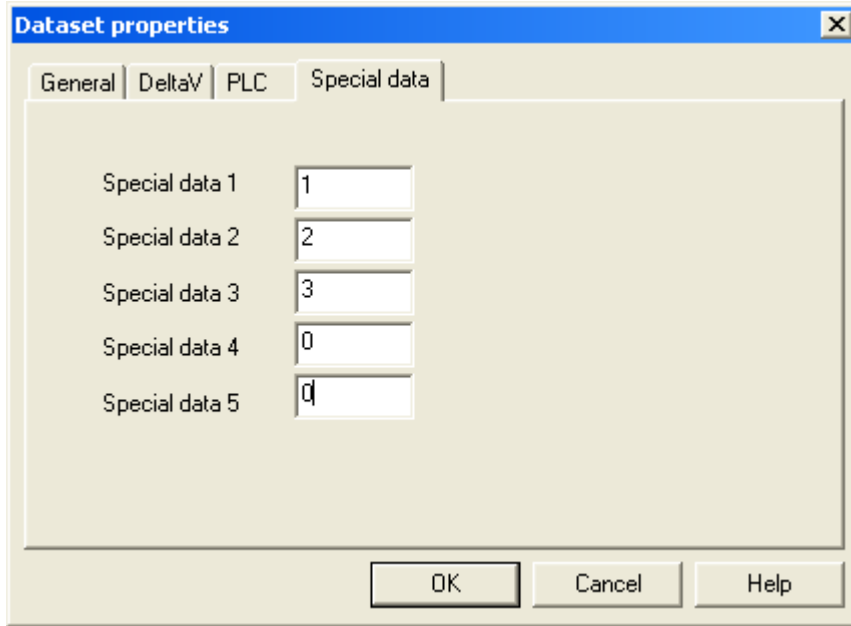 Dataset properties
General DeltaV PLC Special data
Special data 1 1
Special data 2 2
Special data 3 3
Special data 4 0
Special data 5 0
OK Cancel Help